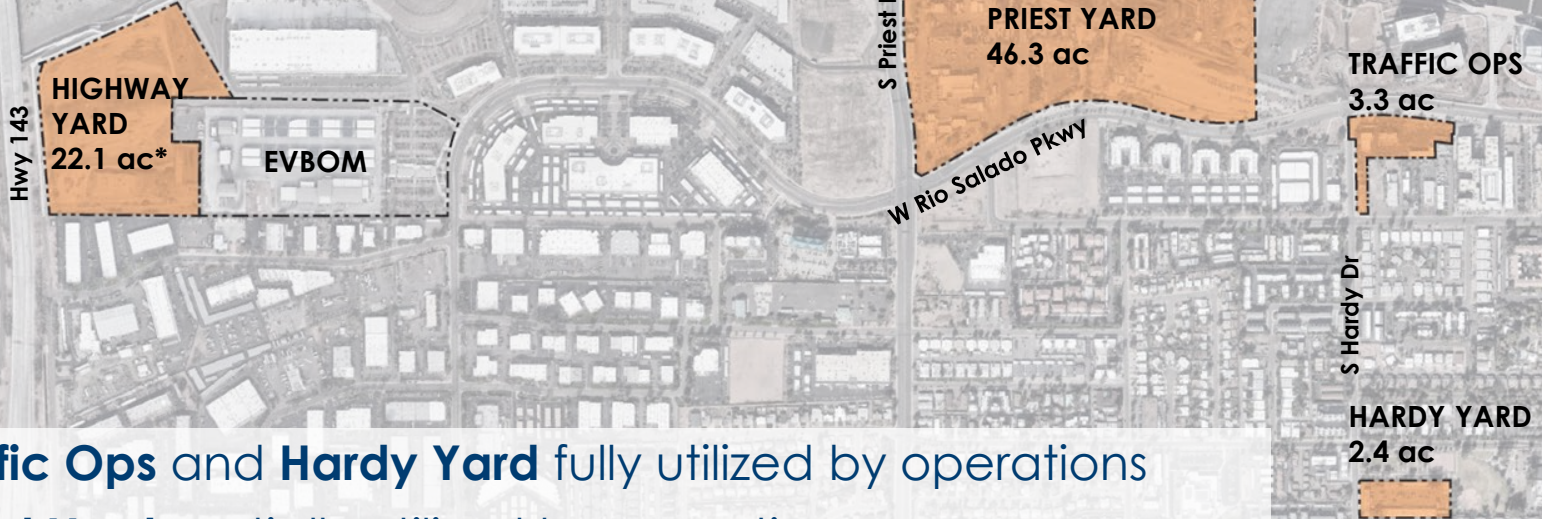 PRIEST YARD
46.3 ac
S Priest
TRAFFIC OPS
3.3 ac
HIGHWAY
YARD
22.1 ac*
Hwy 143
EVBOM
W Rio Salado Pkwy
S Hardy Dr
HARDY YARD
2.4 ac
fic Ops and Hardy Yard fully utilized by operations